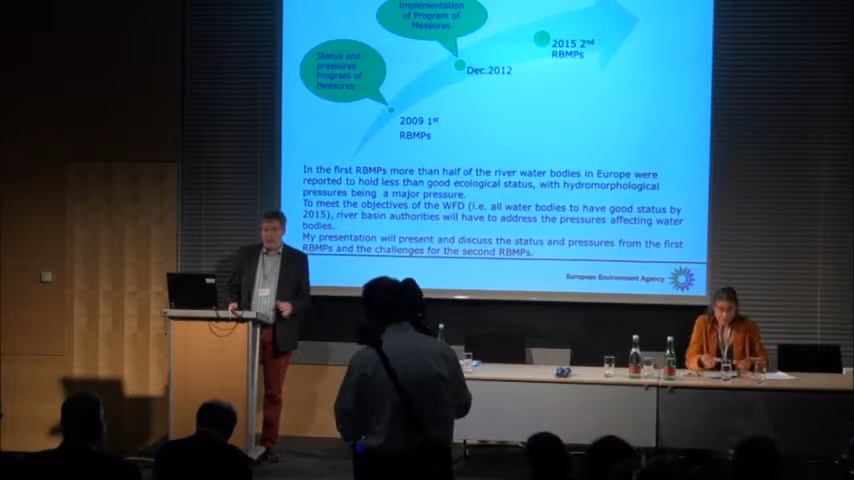 Implementation
of Program of
Measures
2015 2nd
RBMPs
Status and
pressures
Program of
Measures
Dec.2012
2009 1st
RBMPs
In the first RBMPs more than half of the river water bodies in Europe were
reported to hold less than good ecological status, with hydromorphological
pressures being a major pressure.
To meet the objectives of the WFD (i.e. all water bodies to have good status by
2015), river basin authorities will have to address the pressures affecting water
bodies.
My presentation will present and discuss the status and pressures from the first
RBMPs and the challenges for the second RBMPs.
European Environment Agency